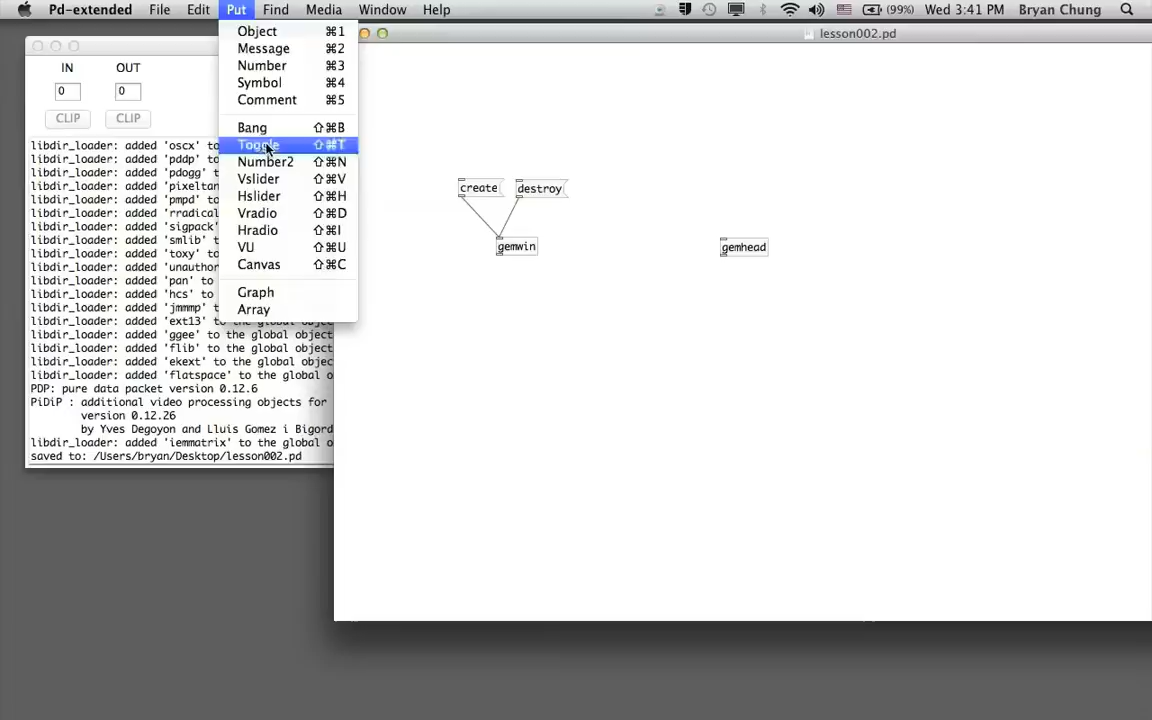 Pd-extended File Edit Put Find Media Window Help (99%) Wed 3:41 PM Bryan Chung
lesson002.pd
IN OUT
0 0
CLIP CLIP
Object ⌘1
Message ⌘2
Number ⌘3
Symbol ⌘4
Comment ⌘5
Bang ⇧⌘B
Toggle ⇧⌘T
Number2 ⇧⌘N
Vslider ⇧⌘V
Hslider ⇧⌘H
Vradio ⇧⌘D
Hradio ⇧⌘I
VU ⇧⌘U
Canvas ⇧⌘C
Graph
Array
libdir_loader: added 'oscx' to
libdir_loader: added 'pddp' to
libdir_loader: added 'pdogg' to
libdir_loader: added 'pixeltan
libdir_loader: added 'pmpd' to
libdir_loader: added 'rradical
libdir_loader: added 'sigpack'
libdir_loader: added 'smlib' t
libdir_loader: added 'toxy' to
libdir_loader: added 'unauthor
libdir_loader: added 'pan' to
libdir_loader: added 'hcs' to
libdir_loader: added 'jmmmp' t
libdir_loader: added 'ext13' to the global objec
libdir_loader: added 'ggee' to the global object
libdir_loader: added 'flib' to the global object
libdir_loader: added 'ekext' to the global objec
libdir_loader: added 'flatspace' to the global o
PDP: pure data packet version 0.12.6
PiDiP : additional video processing objects for
version 0.12.26
by Yves Degoyon and Lluis Gomez i Bigord
libdir_loader: added 'iemmatrix' to the global o
saved to: /Users/bryan/Desktop/lesson002.pd
create destroy
gemwin gemhead